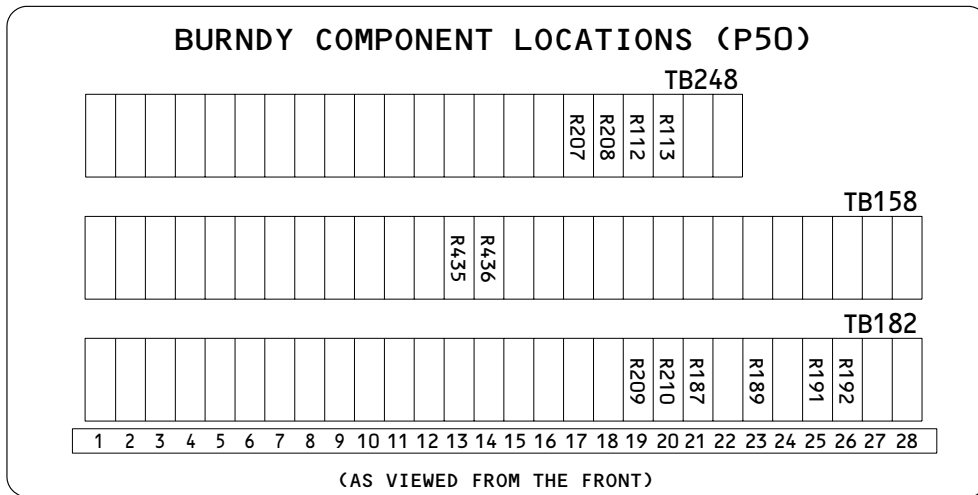 BURNDY COMPONENT LOCATIONS (P50)
TB248
R207 R208 R112 R113
TB158
R435 R436
TB182
R209 R210 R187 R189 R191 R192
1 2 3 4 5 6 7 8 9 10 11 12 13 14 15 16 17 18 19 20 21 22 23 24 25 26 27 28
(AS VIEWED FROM THE FRONT)